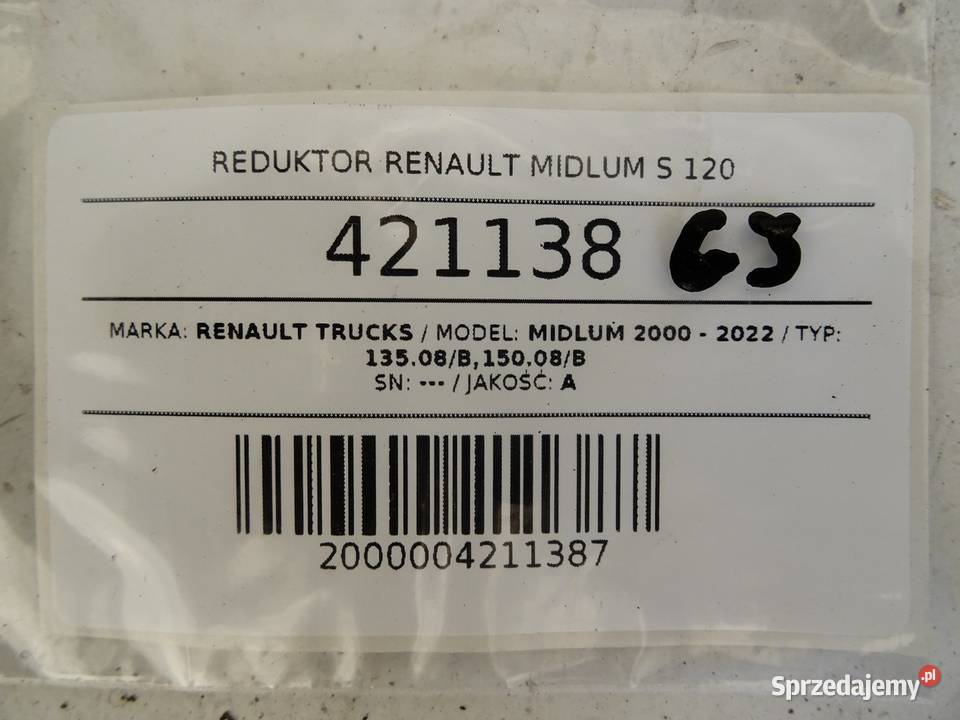 REDUKTOR RENAULT MIDLUM S 120
421138 63
MARKA: RENAULT TRUCKS / MODEL: MIDLUM 2000 - 2022 / TYP:
135.08/B,150.08/B
SN: --- / JAKOŚĆ: A
2000004211387
Sprzedajemy.pl